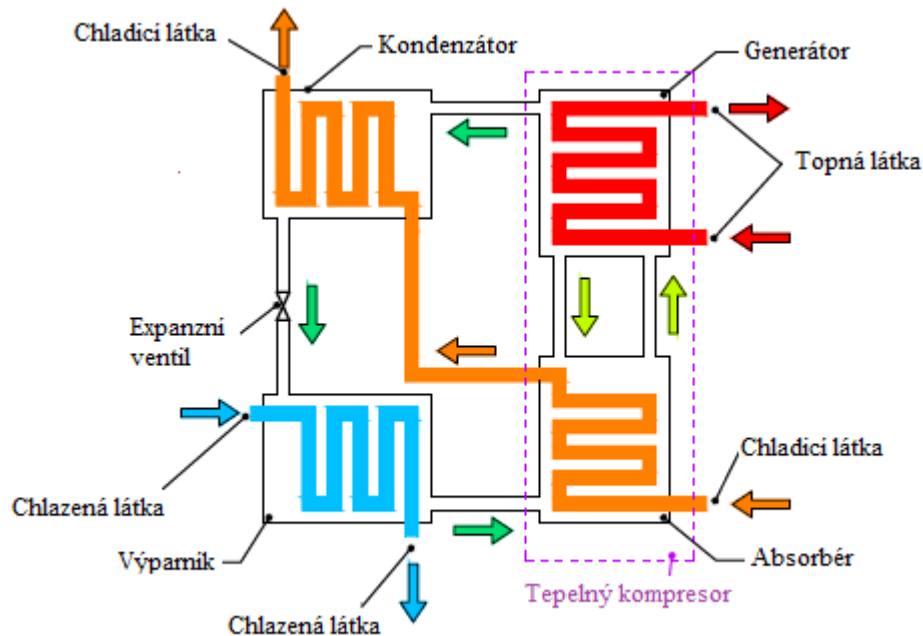 Chladicí látka
Kondenzátor
Generátor
Topná látka
Expanzní
ventil
Chlazená látka
Chladicí látka
Výparník
Absorbér
Tepelný kompresor
Chlazená látka